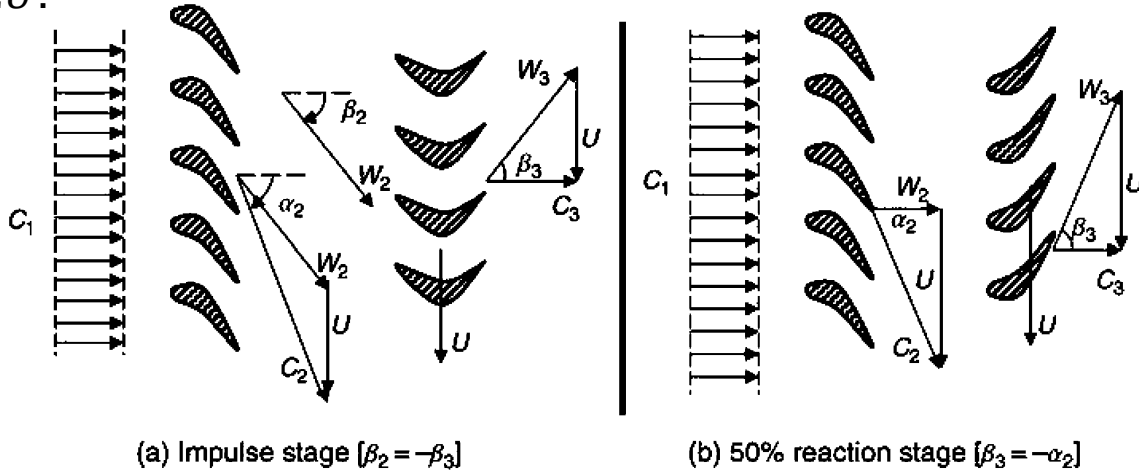 C₁
β₂
W₂
α₂
W₂
U
C₂
U
W₃
U
β₃
C₃
(a) Impulse stage [β₂ = –β₃]
C₁
W₂
α₂
U
C₂
U
W₃
U
β₃
C₃
(b) 50% reaction stage [β₃ = –α₂]